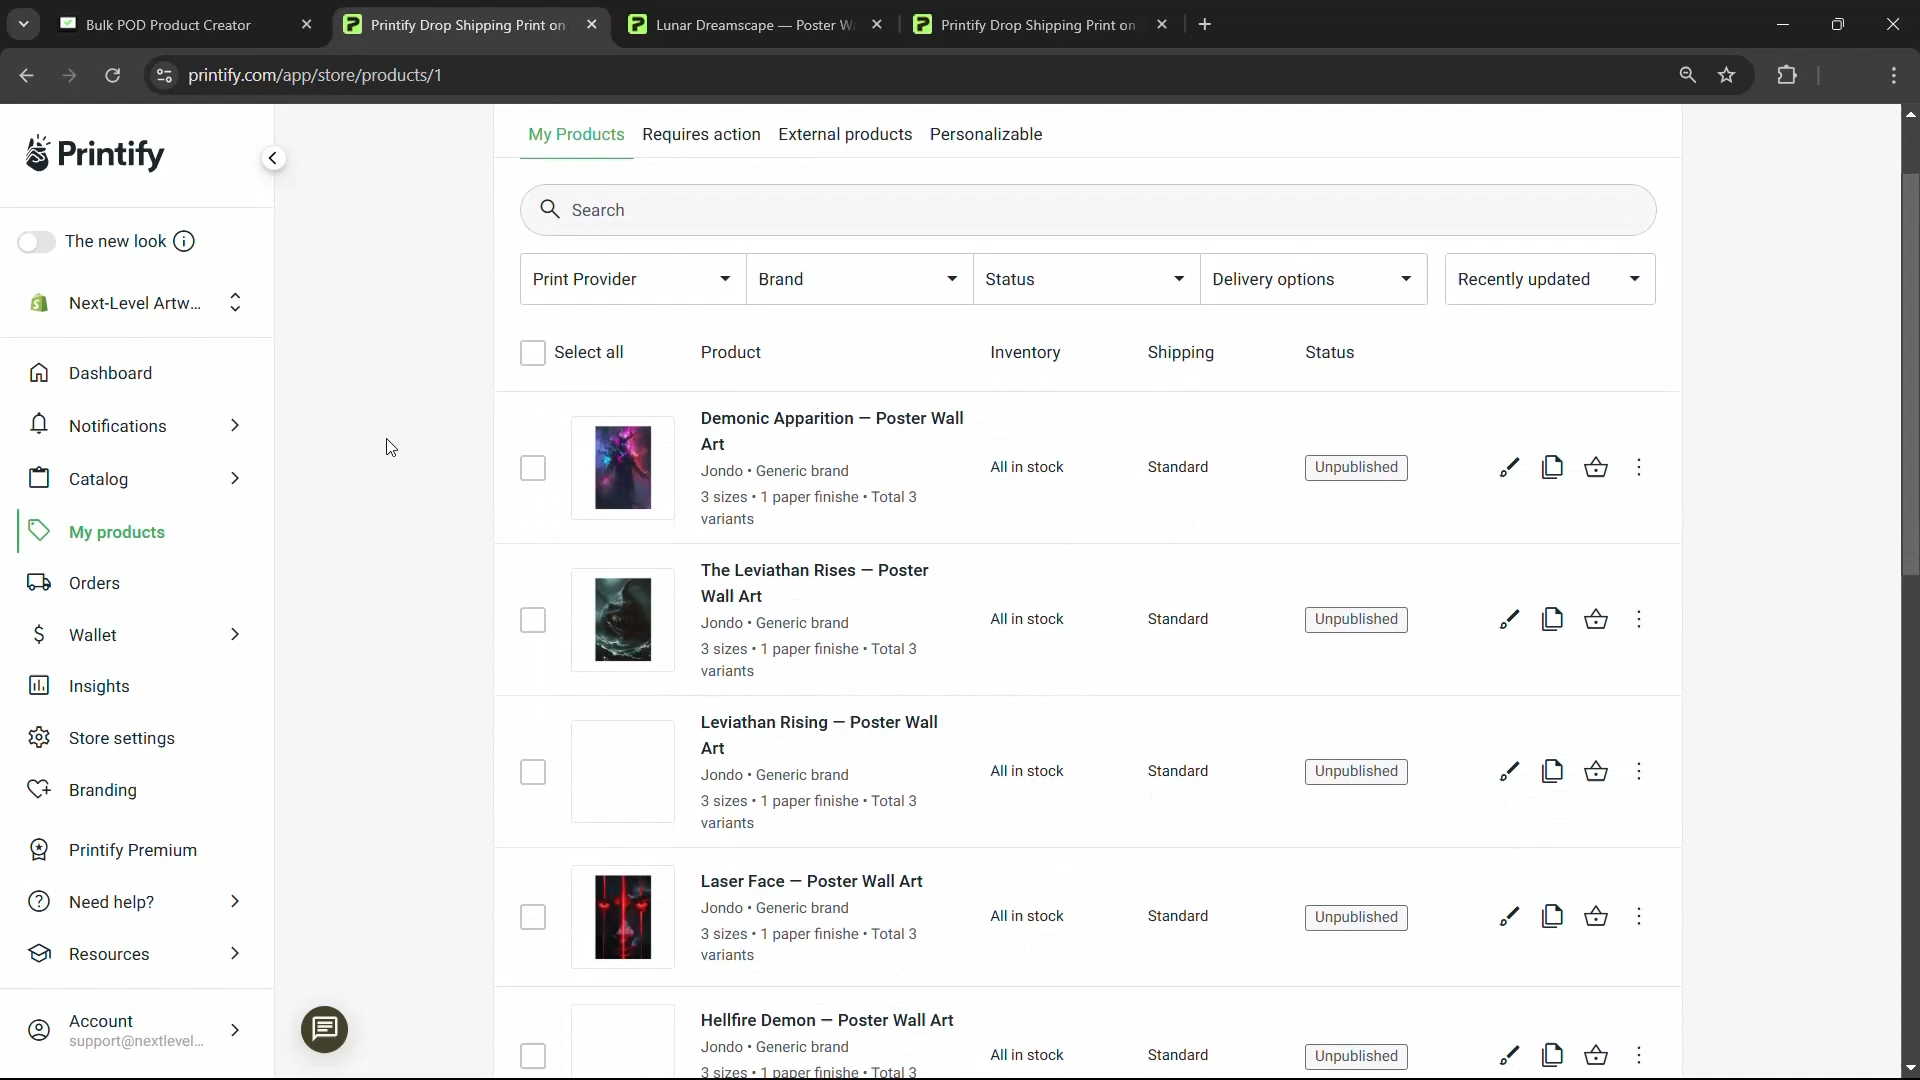 Bulk POD Product Creator
Printify Drop Shipping Print on
Lunar Dreamscape — Poster W
Printify Drop Shipping Print on
printify.com/app/store/products/1
Printify
The new look
Next-Level Artw...
Dashboard
Notifications
Catalog
My products
Orders
Wallet
Insights
Store settings
Branding
Printify Premium
Need help?
Resources
Account
support@nextlevel...
My Products Requires action External products Personalizable
Search
Print Provider Brand Status Delivery options Recently updated
Select all Product Inventory Shipping Status
Demonic Apparition — Poster Wall
Art
Jondo • Generic brand
3 sizes • 1 paper finishe • Total 3
variants
All in stock Standard Unpublished
The Leviathan Rises — Poster
Wall Art
Jondo • Generic brand
3 sizes • 1 paper finishe • Total 3
variants
All in stock Standard Unpublished
Leviathan Rising — Poster Wall
Art
Jondo • Generic brand
3 sizes • 1 paper finishe • Total 3
variants
All in stock Standard Unpublished
Laser Face — Poster Wall Art
Jondo • Generic brand
3 sizes • 1 paper finishe • Total 3
variants
All in stock Standard Unpublished
Hellfire Demon — Poster Wall Art
Jondo • Generic brand
3 sizes • 1 paper finishe • Total 3
All in stock Standard Unpublished